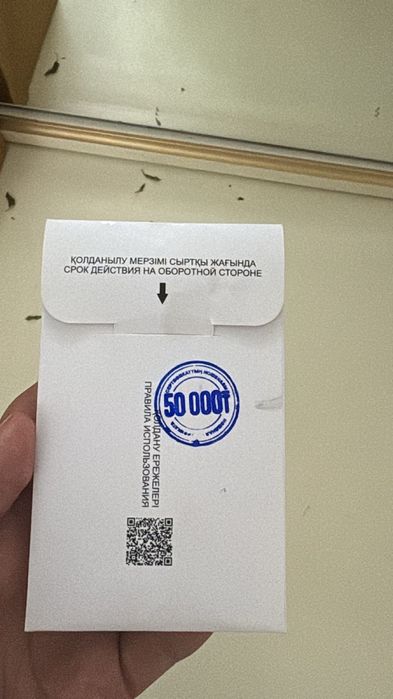 ҚОЛДАНЫЛУ МЕРЗІМІ СЫРТҚЫ ЖАҒЫНДА
СРОК ДЕЙСТВИЯ НА ОБОРОТНОЙ СТОРОНЕ
50 000₸
ҚОЛДАНУ ЕРЕЖЕЛЕРІ
ПРАВИЛА ИСПОЛЬЗОВАНИЯ